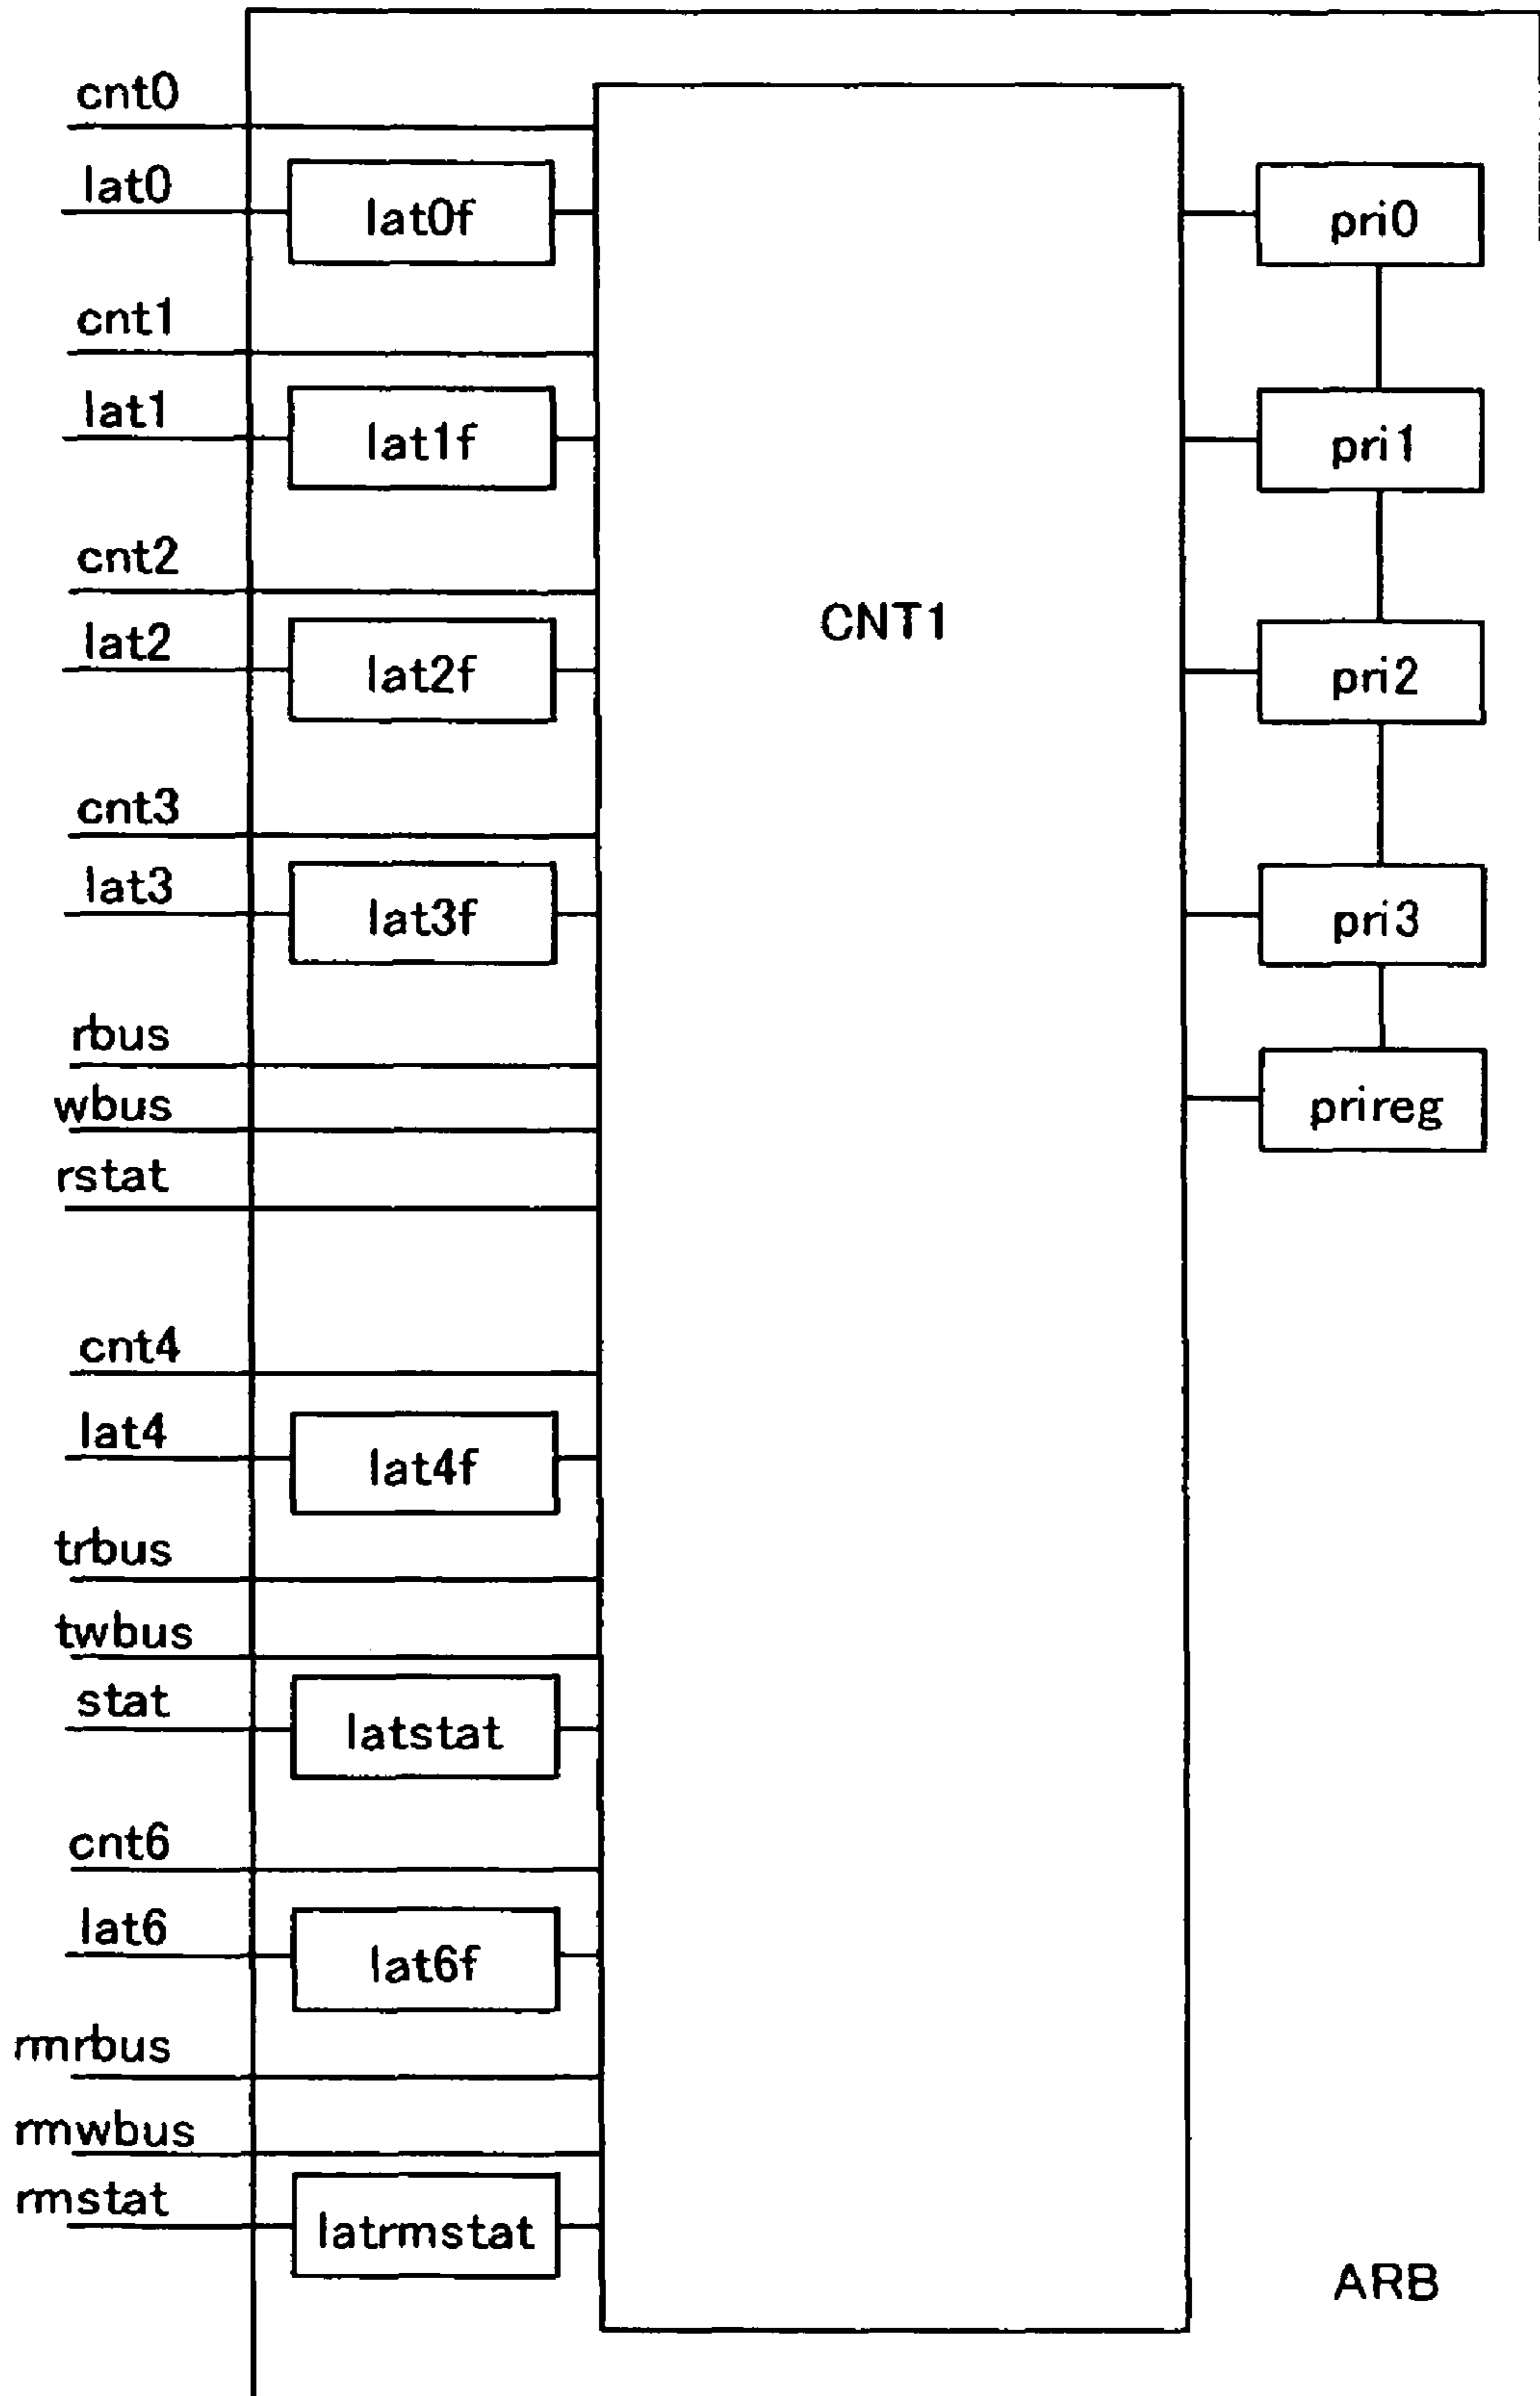 cnt0
lat0
lat0f
pri0
cnt1
lat1
lat1f
pri1
cnt2
CNT1
lat2
lat2f
pri2
cnt3
lat3
lat3f
pri3
rbus
wbus
prireg
rstat
cnt4
lat4
lat4f
trbus
twbus
stat
latstat
cnt6
lat6
lat6f
rmrbus
rmwbus
rmstat
latrmstat
ARB